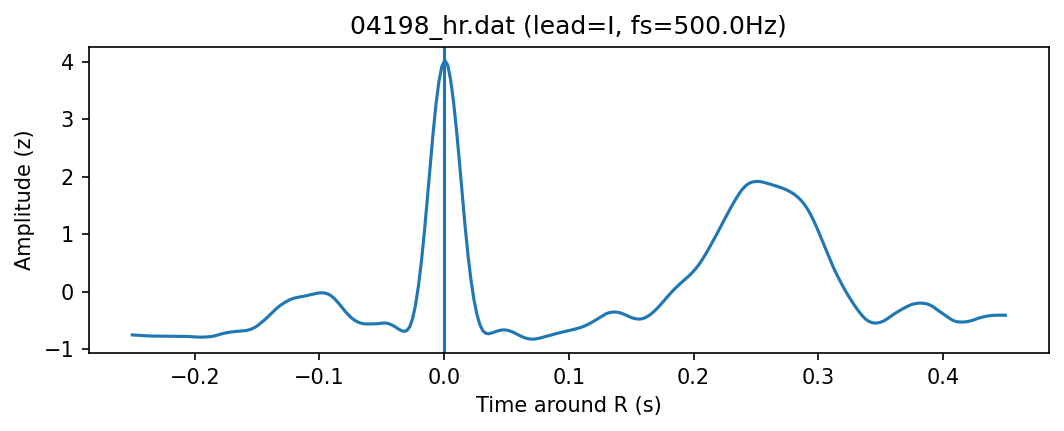 04198_hr.dat (lead=I, fs=500.0Hz)
Amplitude (z)
4
3
2
1
0
−1
−0.2 −0.1 0.0 0.1 0.2 0.3 0.4
Time around R (s)